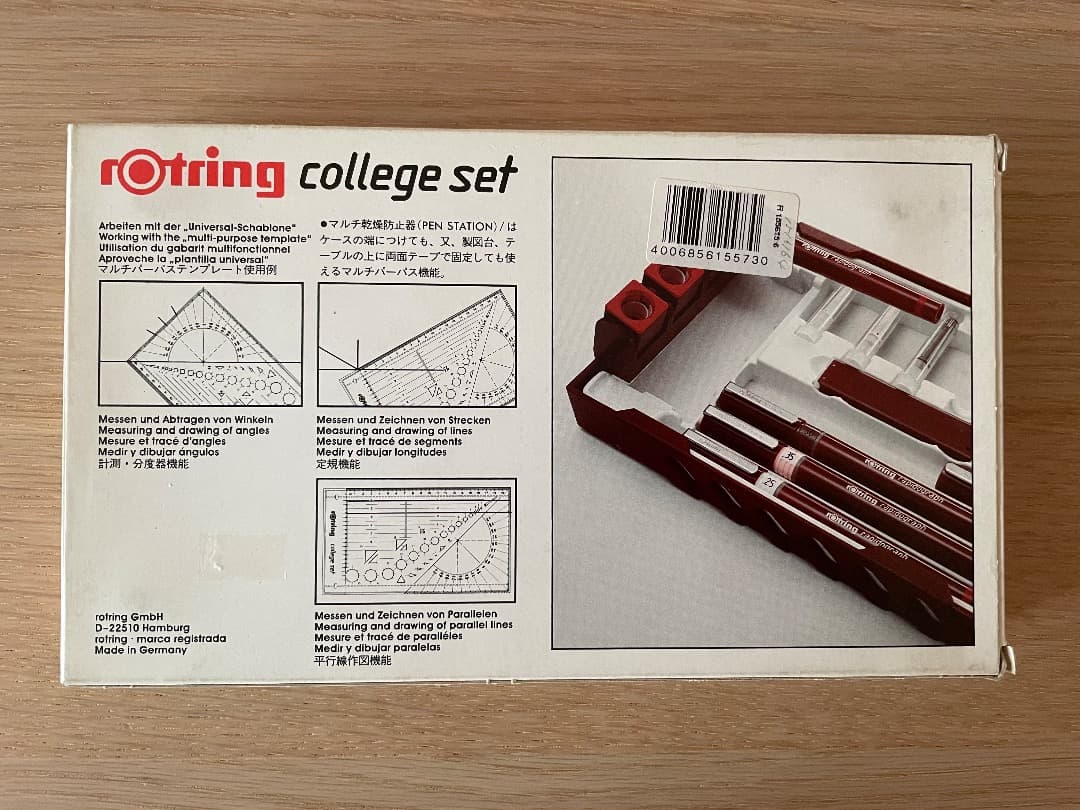 rotring college set
Arbeiten mit der „Universal-Schablone"
Working with the „multi-purpose template"
Utilisation du gabarit multifonctionnel
Aproveche la „plantilla universal"
マルチパーパステンプレート使用例
●マルチ乾燥防止器(PEN STATION)/は
ケースの端につけても、又、製図台、テ
ーブルの上に両面テープで固定しても使
えるマルチパーパス機能。
Messen und Abtragen von Winkeln
Measuring and drawing of angles
Mesure et tracé d'angles
Medir y dibujar ángulos
計測・分度器機能
Messen und Zeichnen von Strecken
Measuring and drawing of lines
Mesure et tracé de segments
Medir y dibujar longitudes
定規機能
rotring college set
Messen und Zeichnen von Parallelen
Measuring and drawing of parallel lines
Mesure et tracé de paralléles
Medir y dibujar paralelas
平行線作図機能
rotring GmbH
D-22510 Hamburg
rotring · marca registrada
Made in Germany
4006856155730
rotring rapidograph
rotring rapidograph
.35
rotring rapidograph
.25
rotring rapidograph